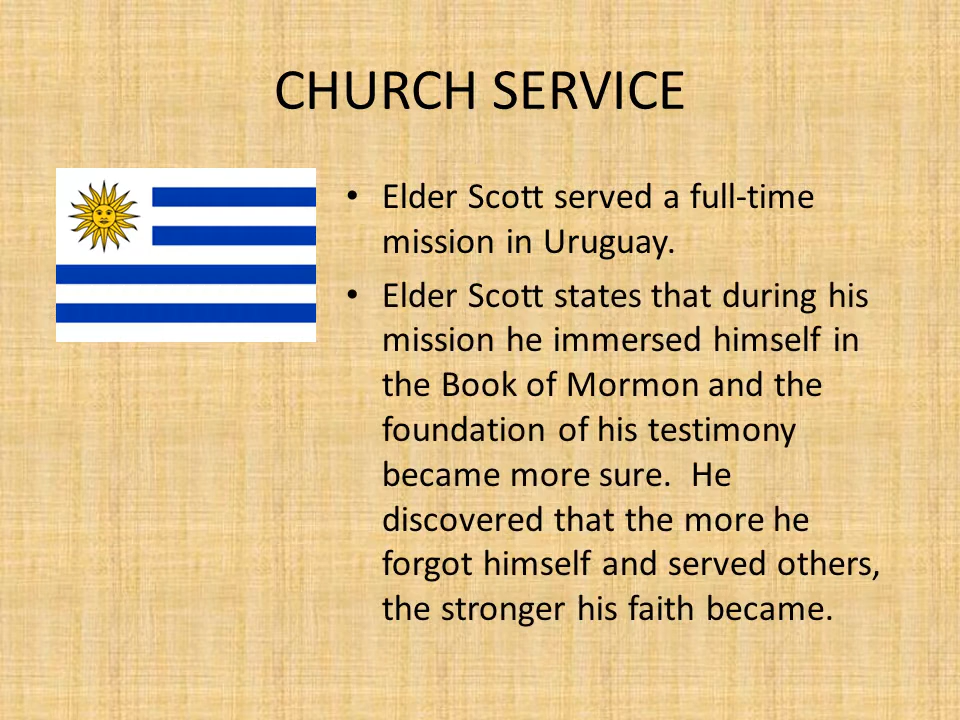 CHURCH SERVICE
• Elder Scott served a full-time
mission in Uruguay.
• Elder Scott states that during his
mission he immersed himself in
the Book of Mormon and the
foundation of his testimony
became more sure.  He
discovered that the more he
forgot himself and served others,
the stronger his faith became.